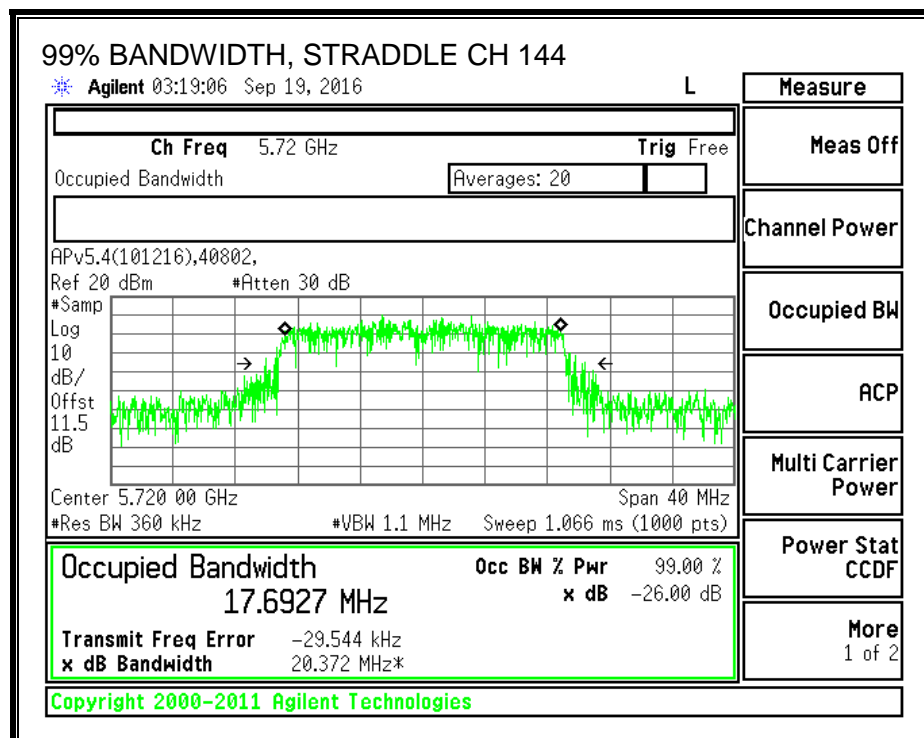 99% BANDWIDTH, STRADDLE CH 144
Agilent 03:19:06 Sep 19, 2016 L
Measure
Ch Freq 5.72 GHz Trig Free
Occupied Bandwidth Averages: 20
APv5.4(101216),40802,
Ref 20 dBm #Atten 30 dB
#Samp
Log
10
dB/
Offst
11.5
dB
Center 5.720 00 GHz Span 40 MHz
#Res BW 360 kHz #VBW 1.1 MHz Sweep 1.066 ms (1000 pts)
Occupied Bandwidth
17.6927 MHz
Occ BW % Pwr 99.00 %
x dB -26.00 dB
Transmit Freq Error -29.544 kHz
x dB Bandwidth 20.372 MHz*
Meas Off
Channel Power
Occupied BW
ACP
Multi Carrier
Power
Power Stat
CCDF
More
1 of 2
Copyright 2000-2011 Agilent Technologies